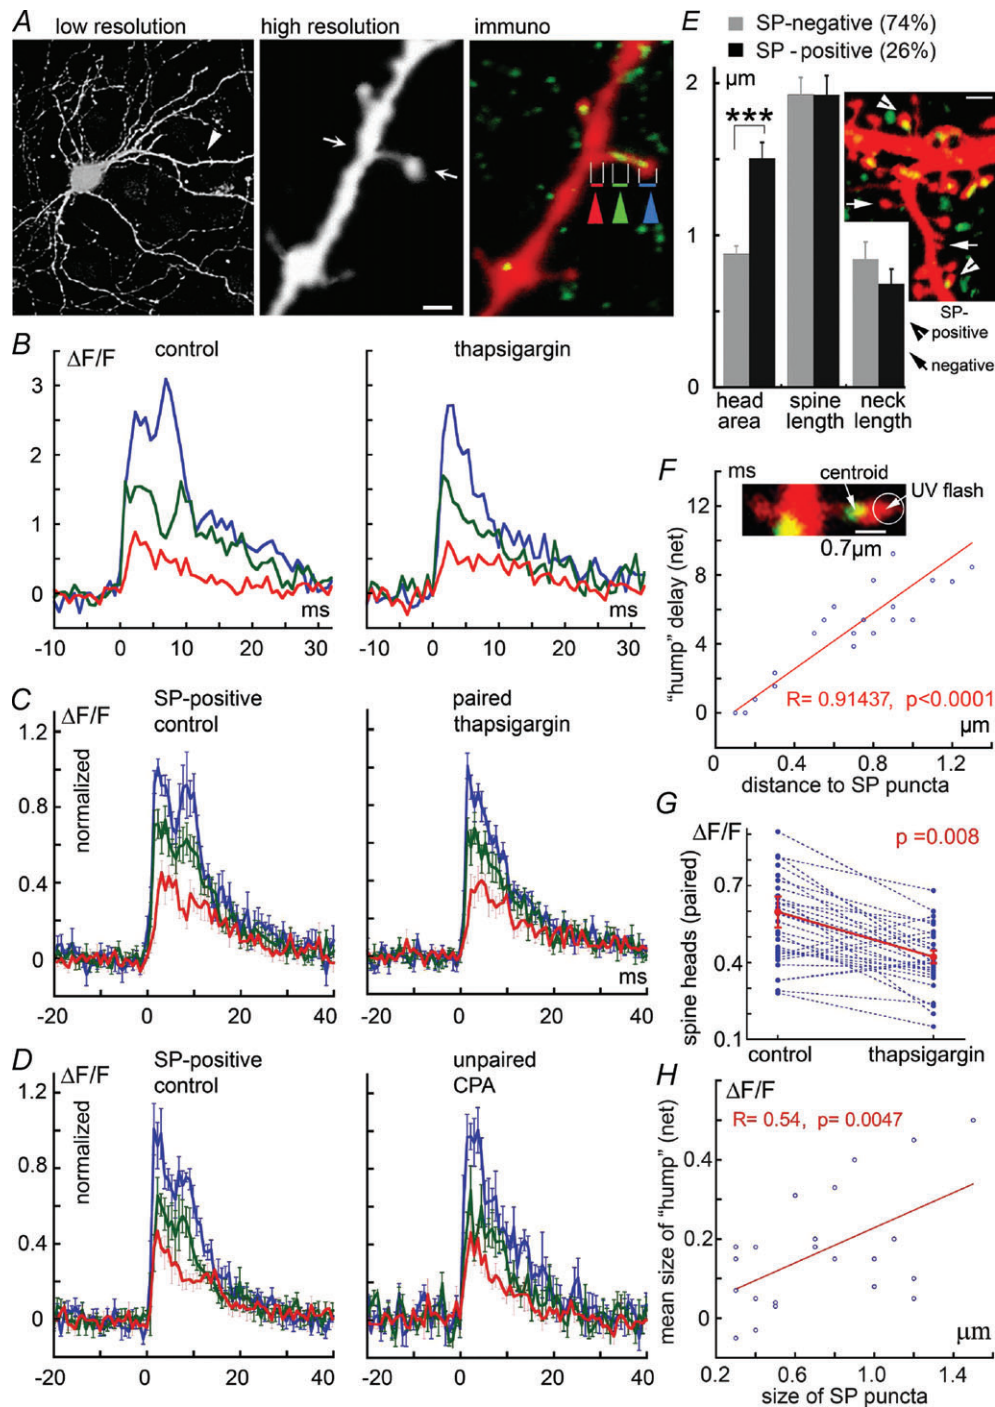 A
low resolution
high resolution
immuno
B
ΔF/F
control
thapsigargin
3
2
1
0
ms
-10 0 10 20 30
-10 0 10 20 30
C
ΔF/F
SP-positive
control
paired
thapsigargin
normalized
1.2
0.8
0.4
0
ms
-20 0 20 40
-20 0 20 40
D
ΔF/F
SP-positive
control
unpaired
CPA
normalized
1.2
0.8
0.4
0
-20 0 20 40
-20 0 20 40
E
SP-negative (74%)
SP-positive (26%)
μm
2
1
0
***
head
area
spine
length
neck
length
SP-
positive
negative
F
ms
centroid
UV flash
0.7μm
"hump" delay (net)
12
8
4
0
R= 0.91437, p<0.0001
μm
0 0.4 0.8 1.2
distance to SP puncta
G
ΔF/F
p =0.008
spine heads (paired)
0.7
0.4
0.1
control
thapsigargin
H
ΔF/F
R= 0.54, p= 0.0047
mean size of "hump" (net)
0.4
0.2
0
μm
0.2 0.6 1.0 1.4
size of SP puncta